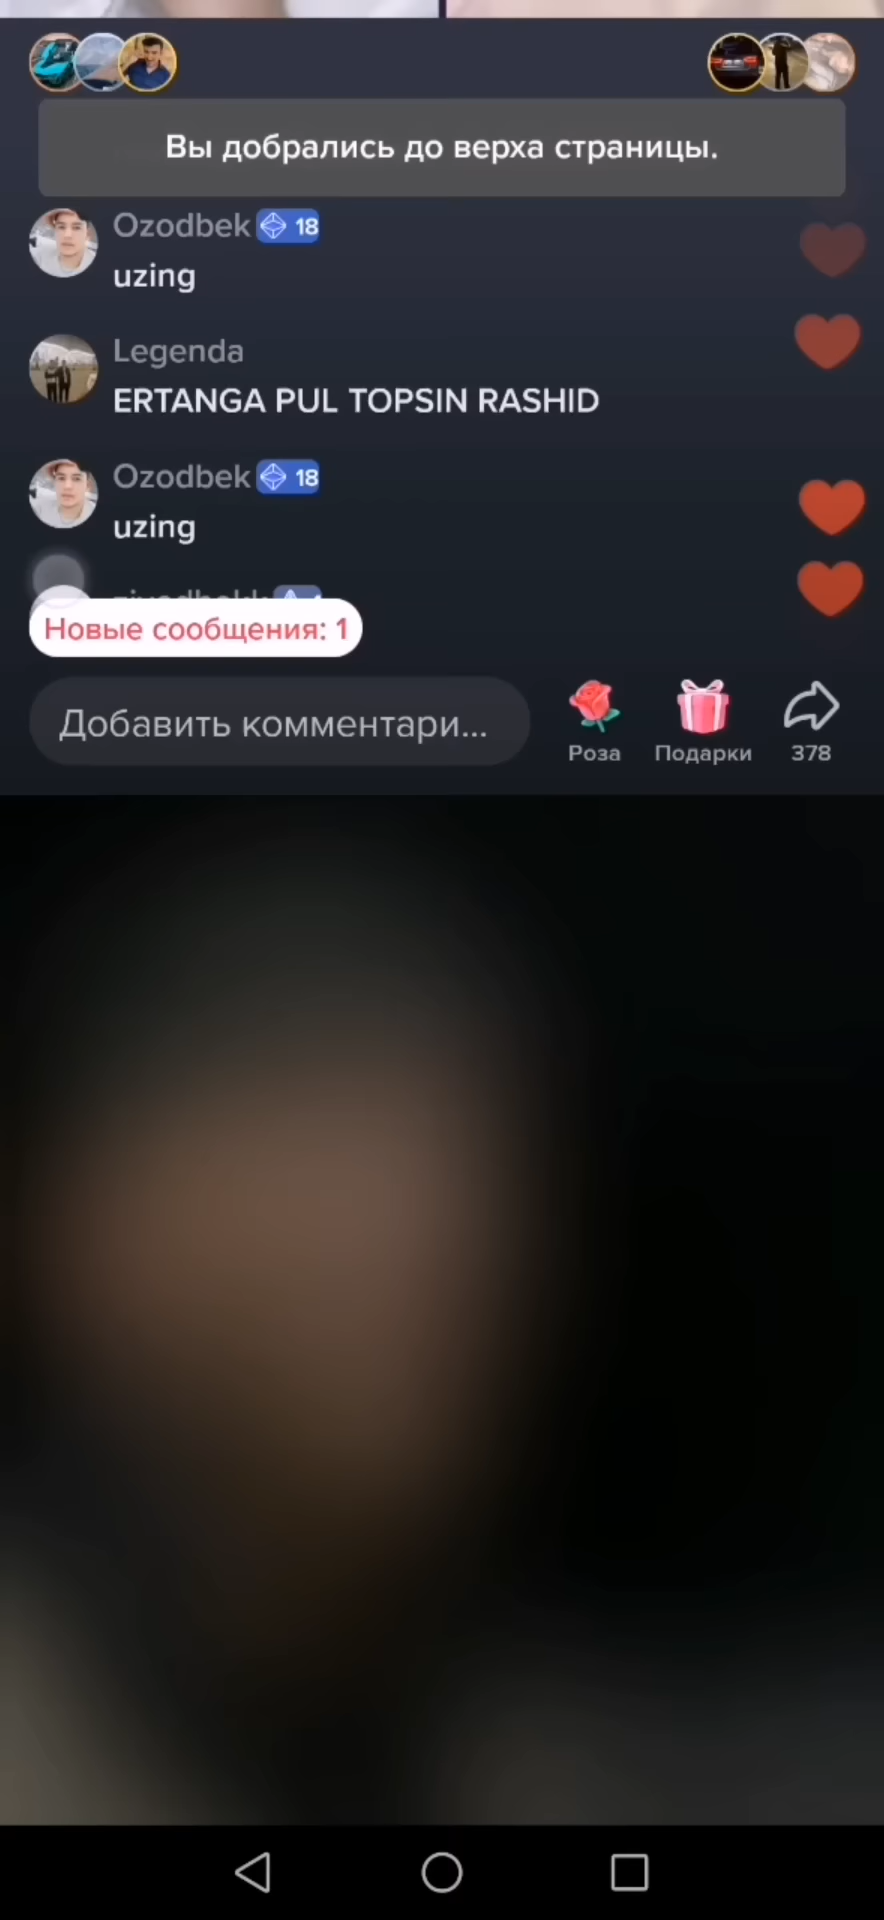 Вы добрались до верха страницы.
Ozodbek 18
uzing
Legenda
ERTANGA PUL TOPSIN RASHID
Ozodbek 18
uzing
Новые сообщения: 1
Добавить комментари...
Роза
Подарки
378